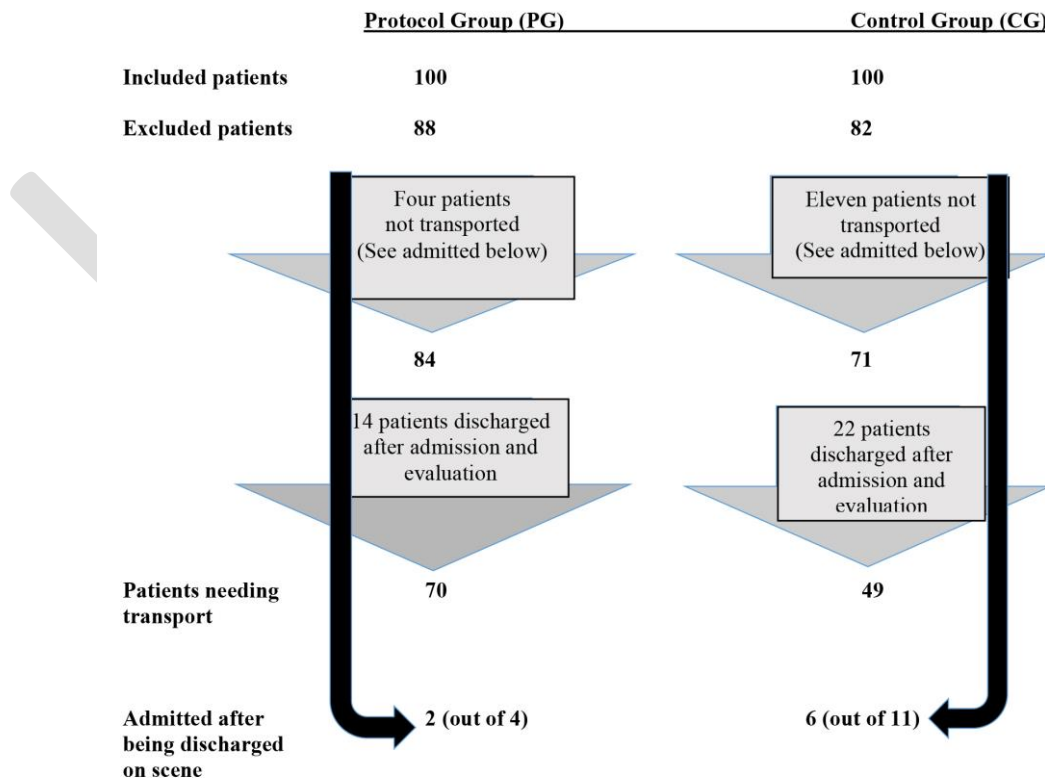 Protocol Group (PG) Control Group (CG)
Included patients 100 100
Excluded patients 88 82
Four patients
not transported
(See admitted below)
Eleven patients not
transported
(See admitted below)
84 71
14 patients discharged
after admission and
evaluation
22 patients
discharged after
admission and
evaluation
Patients needing
transport
70 49
Admitted after
being discharged
on scene
2 (out of 4) 6 (out of 11)